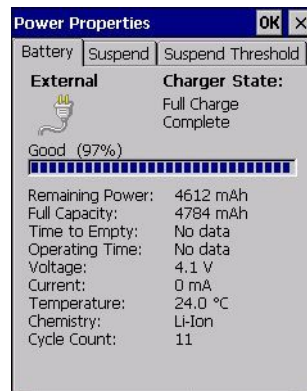 Power Properties OK ×
Battery Suspend Suspend Threshold
External Charger State:
Full Charge
Complete
Good (97%)
Remaining Power: 4612 mAh
Full Capacity: 4784 mAh
Time to Empty: No data
Operating Time: No data
Voltage: 4.1 V
Current: 0 mA
Temperature: 24.0 °C
Chemistry: Li-Ion
Cycle Count: 11